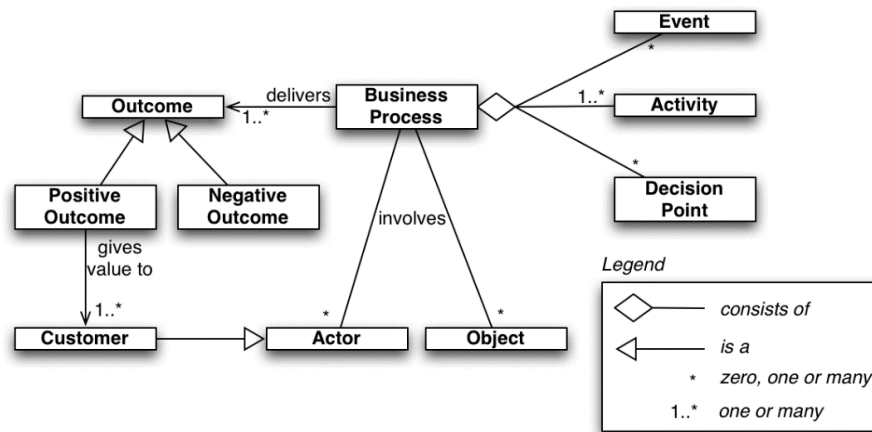 Event
*
delivers
Business
Process
1..*
Activity
Outcome
1..*
*
Positive
Outcome
Negative
Outcome
Decision
Point
involves
gives
value to
Legend
1..*
*
*
consists of
Customer
Actor
Object
is a
* zero, one or many
1..* one or many